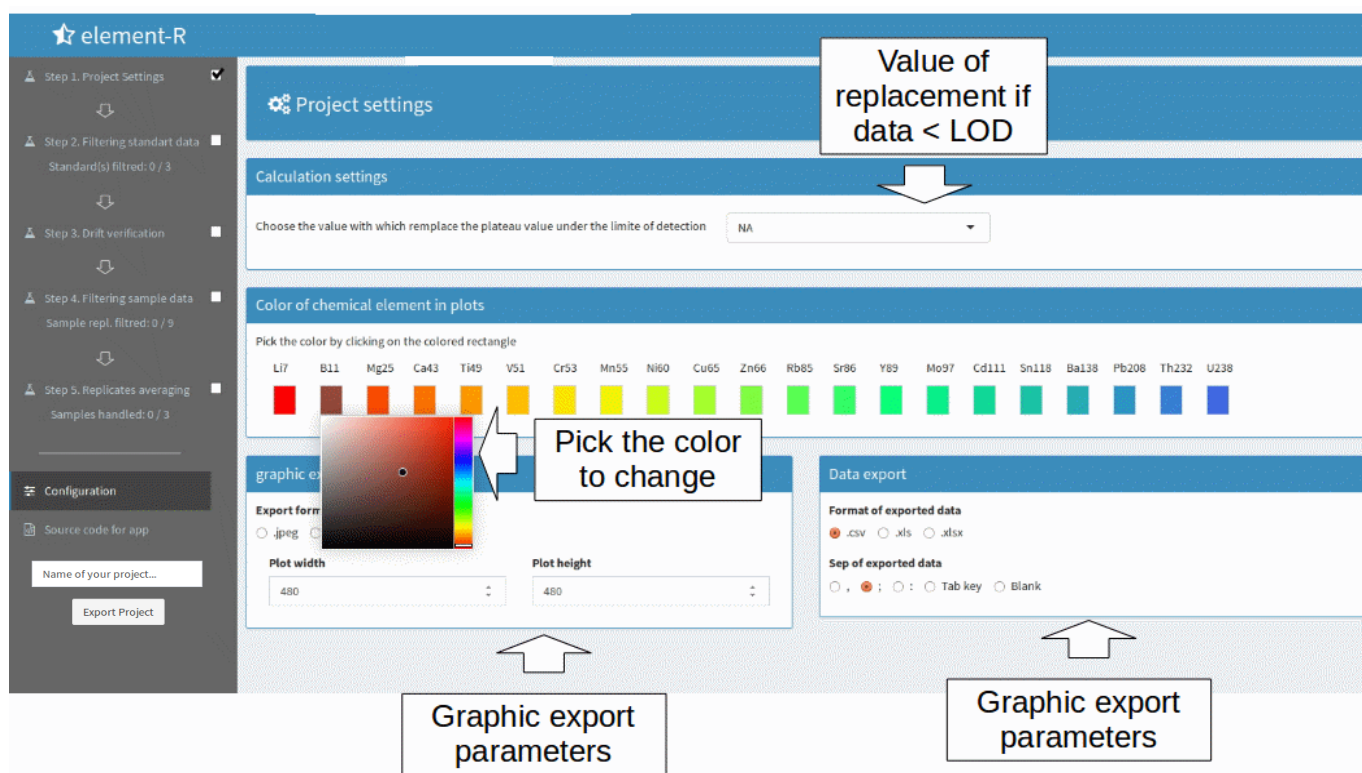 element-R
Step 1. Project Settings
Step 2. Filtering standart data
Standard(s) filtred: 0 / 3
Step 3. Drift verification
Step 4. Filtering sample data
Sample repl. filtred: 0 / 9
Step 5. Replicates averaging
Samples handled: 0 / 3
Configuration
Source code for app
Name of your project...
Export Project
Project settings
Value of
replacement if
data < LOD
Calculation settings
Choose the value with which remplace the plateau value under the limite of detection
NA
Color of chemical element in plots
Pick the color by clicking on the colored rectangle
Li7 B11 Mg25 Ca43 Ti49 V51 Cr53 Mn55 Ni60 Cu65 Zn66 Rb85 Sr86 Y89 Mo97 Cd111 Sn118 Ba138 Pb208 Th232 U238
Pick the color
to change
graphic ex
Export form
.jpeg
Plot width
480
Plot height
480
Data export
Format of exported data
.csv .xls .xlsx
Sep of exported data
, ; : Tab key Blank
Graphic export
parameters
Graphic export
parameters